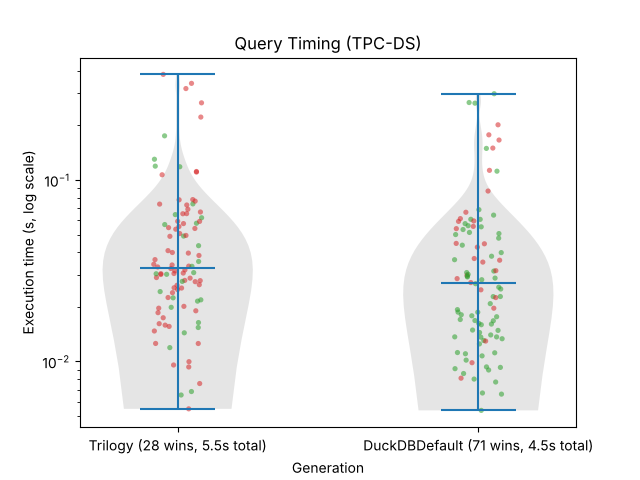 Query Timing (TPC-DS)
Execution time (s, log scale)
10⁻¹
10⁻²
Trilogy (28 wins, 5.5s total)
DuckDBDefault (71 wins, 4.5s total)
Generation